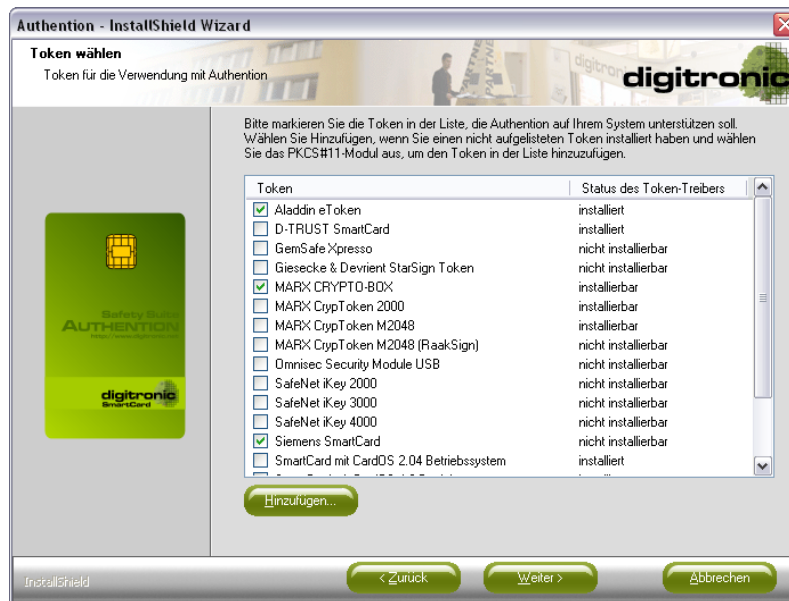 Authention - InstallShield Wizard
Token wählen
Token für die Verwendung mit Authention
digitronic
digitronic
PARTNE
Bitte markieren Sie die Token in der Liste, die Authention auf Ihrem System unterstützen soll.
Wählen Sie Hinzufügen, wenn Sie einen nicht aufgelisteten Token installiert haben und wählen
Sie das PKCS#11-Modul aus, um den Token in der Liste hinzuzufügen.
Token Status des Token-Treibers
Aladdin eToken installiert
D-TRUST SmartCard installiert
GemSafe Xpresso nicht installierbar
Giesecke & Devrient StarSign Token nicht installierbar
MARX CRYPTO-BOX installierbar
MARX CrypToken 2000 installierbar
MARX CrypToken M2048 installierbar
MARX CrypToken M2048 (RaakSign) nicht installierbar
Omnisec Security Module USB nicht installierbar
SafeNet iKey 2000 nicht installierbar
SafeNet iKey 3000 nicht installierbar
SafeNet iKey 4000 nicht installierbar
Siemens SmartCard nicht installierbar
SmartCard mit CardOS 2.04 Betriebssystem installiert
Safety Suite
AUTHENTION
digitronic
SmartCard
Hinzufügen...
InstallShield
< Zurück
Weiter >
Abbrechen